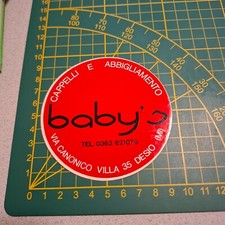 CAPPELLI E ABBIGLIAMENTO
baby's
TEL. 0362 621079
VIA CANONICO VILLA 35 DESIO (MI)